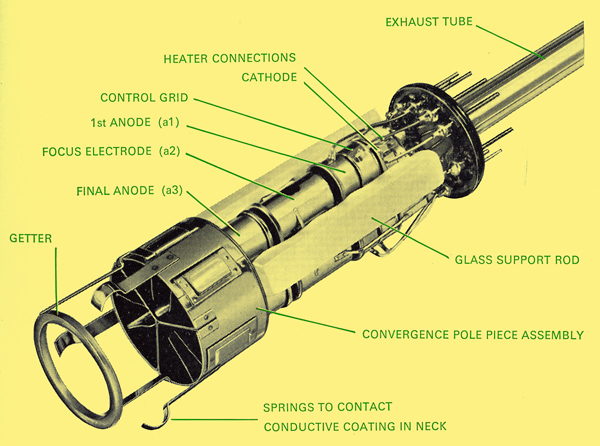 EXHAUST TUBE
HEATER CONNECTIONS
CATHODE
CONTROL GRID
1st ANODE (a1)
FOCUS ELECTRODE (a2)
FINAL ANODE (a3)
GETTER
GLASS SUPPORT ROD
CONVERGENCE POLE PIECE ASSEMBLY
SPRINGS TO CONTACT
CONDUCTIVE COATING IN NECK